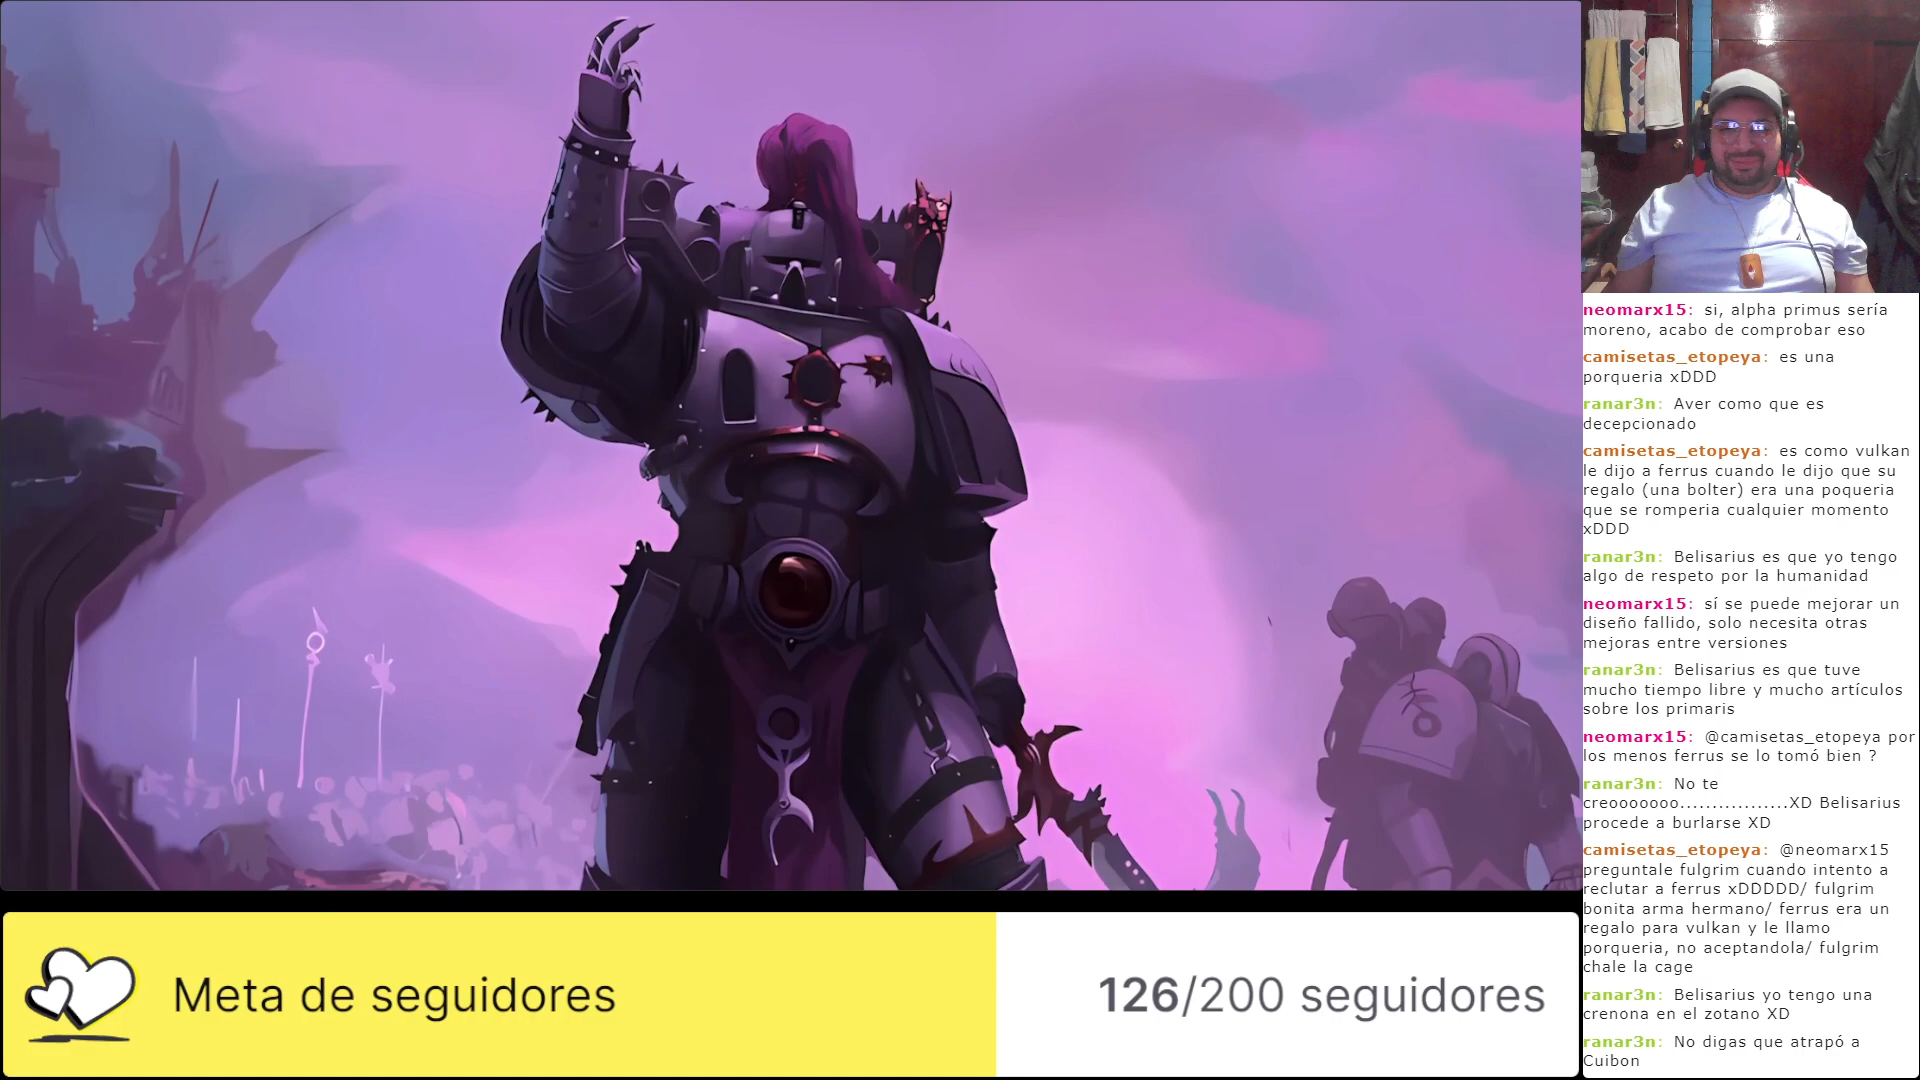 neomarx15: si, alpha primus sería
moreno, acabo de comprobar eso
camisetas_etopeya: es una
porqueria xDDD
ranar3n: Aver como que es
decepcionado
camisetas_etopeya: es como vulkan
le dijo a ferrus cuando le dijo que su
regalo (una bolter) era una poqueria
que se romperia cualquier momento
xDDD
ranar3n: Belisarius es que yo tengo
algo de respeto por la humanidad
neomarx15: sí se puede mejorar un
diseño fallido, solo necesita otras
mejoras entre versiones
ranar3n: Belisarius es que tuve
mucho tiempo libre y mucho artículos
sobre los primaris
neomarx15: @camisetas_etopeya por
los menos ferrus se lo tomó bien ?
ranar3n: No te
creooooooo.................XD Belisarius
procede a burlarse XD
camisetas_etopeya: @neomarx15
preguntale fulgrim cuando intento a
reclutar a ferrus xDDDDD/ fulgrim
bonita arma hermano/ ferrus era un
regalo para vulkan y le llamo
porqueria, no aceptandola/ fulgrim
chale la cage
ranar3n: Belisarius yo tengo una
crenona en el zotano XD
ranar3n: No digas que atrapó a
Cuibon
Meta de seguidores
126/200 seguidores